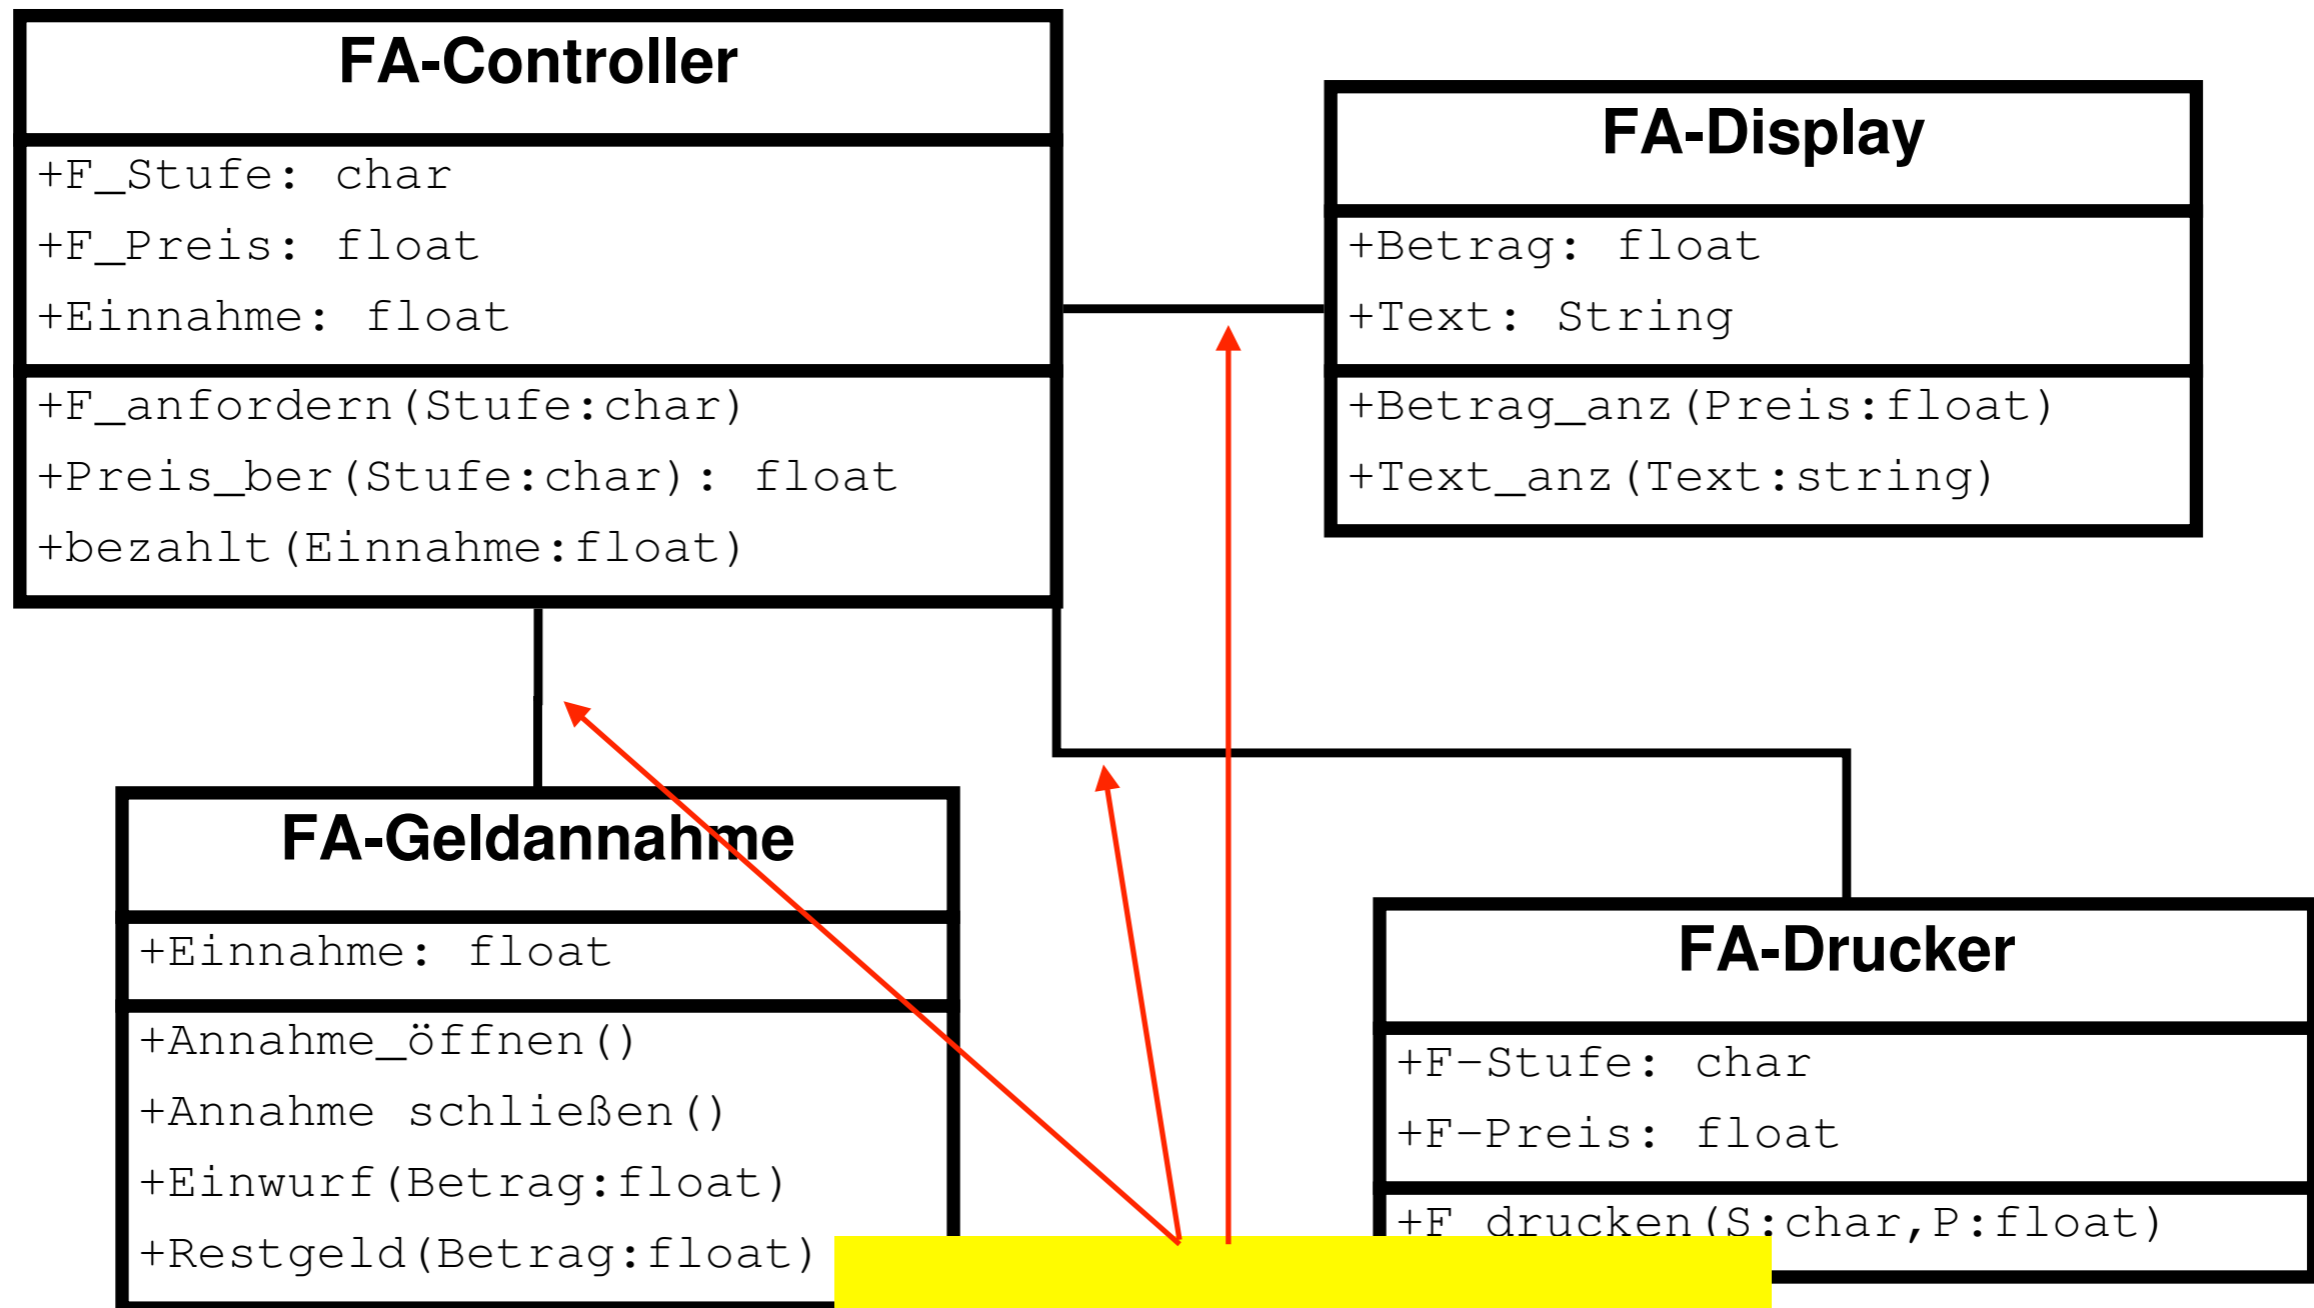 FA-Controller
+F_Stufe: char
+F_Preis: float
+Einnahme: float
+F_anfordern(Stufe:char)
+Preis_ber(Stufe:char): float
+bezahlt(Einnahme:float)
FA-Display
+Betrag: float
+Text: String
+Betrag_anz(Preis:float)
+Text_anz(Text:string)
FA-Geldannahme
+Einnahme: float
+Annahme_öffnen()
+Annahme schließen()
+Einwurf(Betrag:float)
+Restgeld(Betrag:float)
FA-Drucker
+F-Stufe: char
+F-Preis: float
+F drucken(S:char,P:float)